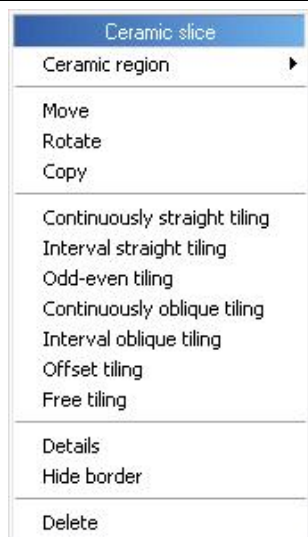 Ceramic slice
Ceramic region
Move
Rotate
Copy
Continuously straight tiling
Interval straight tiling
Odd-even tiling
Continuously oblique tiling
Interval oblique tiling
Offset tiling
Free tiling
Details
Hide border
Delete